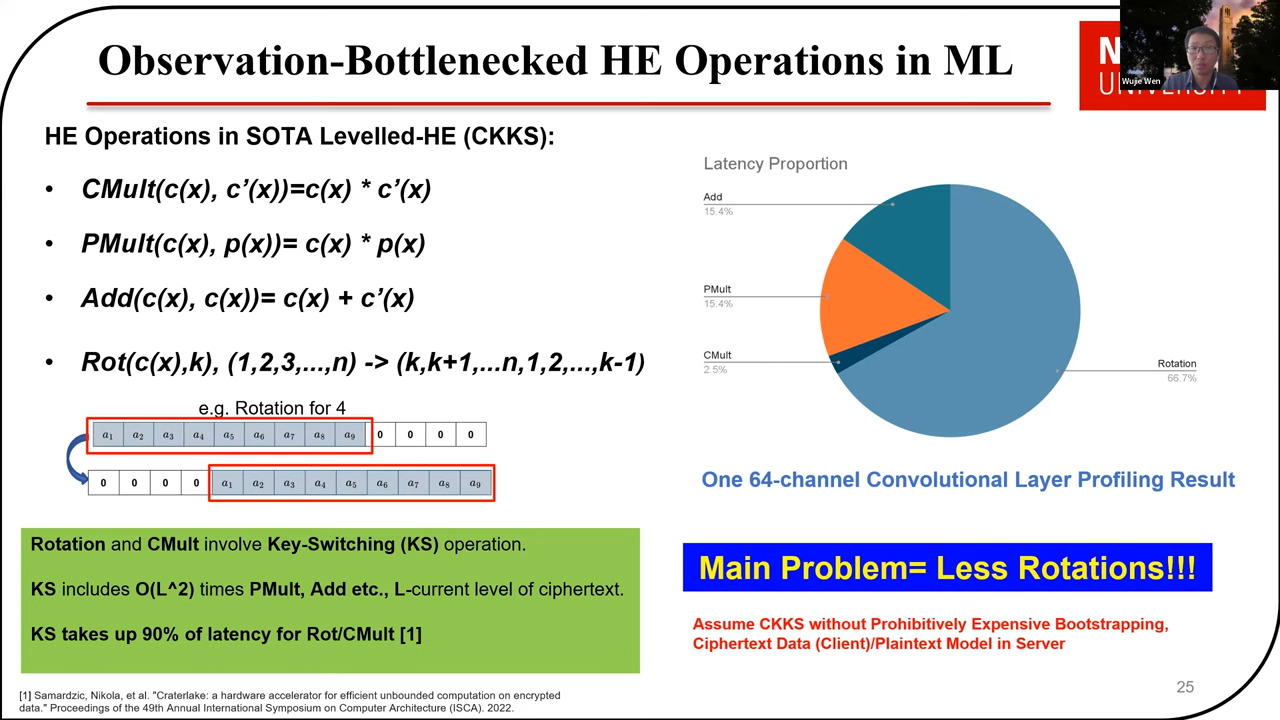 Observation-Bottlenecked HE Operations in ML
N
UNIVERSITY
Wujie Wen
HE Operations in SOTA Levelled-HE (CKKS):
• CMult(c(x), c’(x))=c(x) * c’(x)
• PMult(c(x), p(x))= c(x) * p(x)
• Add(c(x), c(x))= c(x) + c’(x)
• Rot(c(x),k), (1,2,3,...,n) -> (k,k+1,...n,1,2,...,k-1)
e.g. Rotation for 4
a1 a2 a3 a4 a5 a6 a7 a8 a9 0 0 0 0
0 0 0 0 a1 a2 a3 a4 a5 a6 a7 a8 a9
Rotation and CMult involve Key-Switching (KS) operation.
KS includes O(L^2) times PMult, Add etc., L-current level of ciphertext.
KS takes up 90% of latency for Rot/CMult [1]
[1] Samardzic, Nikola, et al. "Craterlake: a hardware accelerator for efficient unbounded computation on encrypted
data." Proceedings of the 49th Annual International Symposium on Computer Architecture (ISCA). 2022.
Latency Proportion
Add
15.4%
PMult
15.4%
CMult
2.5%
Rotation
66.7%
One 64-channel Convolutional Layer Profiling Result
Main Problem= Less Rotations!!!
Assume CKKS without Prohibitively Expensive Bootstrapping,
Ciphertext Data (Client)/Plaintext Model in Server
25